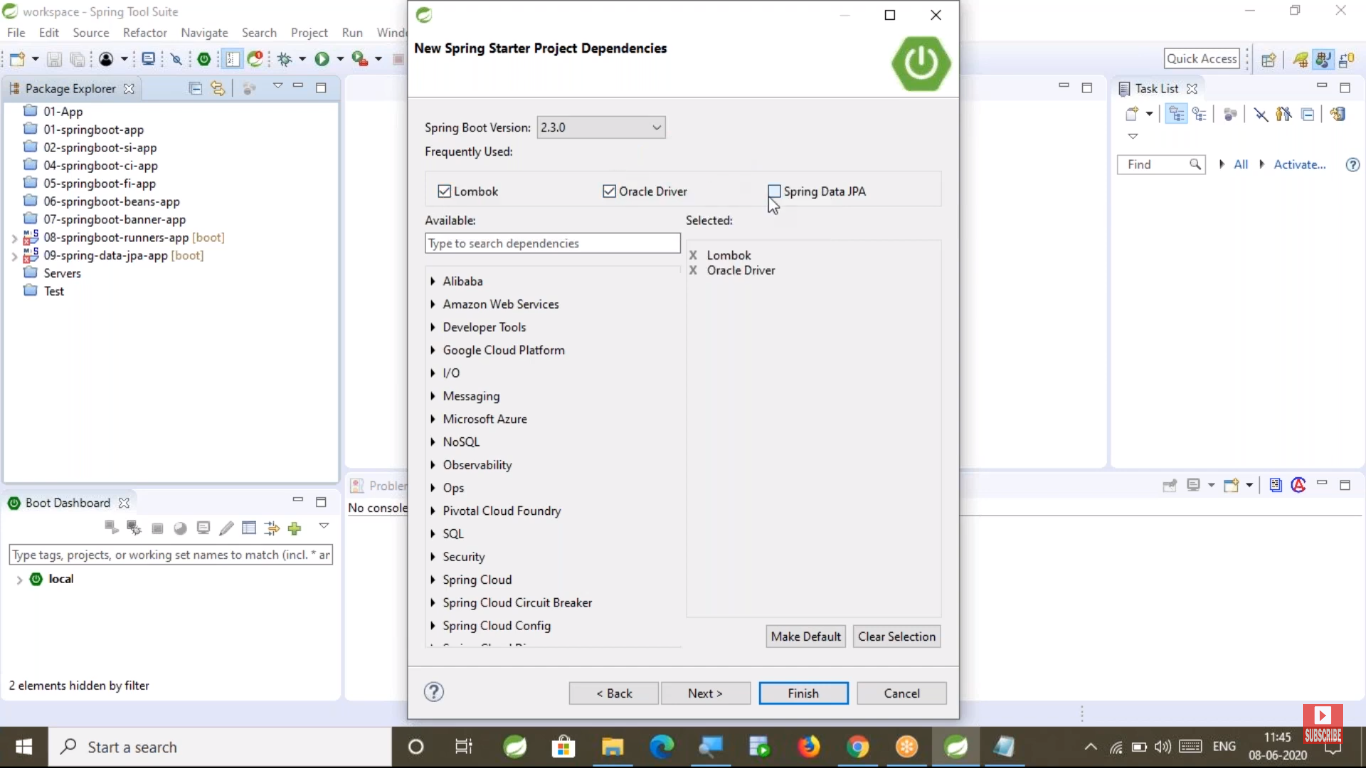 workspace - Spring Tool Suite
File Edit Source Refactor Navigate Search Project Run
Quick Access
Package Explorer
01-App
01-springboot-app
02-springboot-si-app
04-springboot-ci-app
05-springboot-fi-app
06-springboot-beans-app
07-springboot-banner-app
08-springboot-runners-app [boot]
09-spring-data-jpa-app [boot]
Servers
Test
Boot Dashboard
Type tags, projects, or working set names to match (incl. * ar
local
2 elements hidden by filter
New Spring Starter Project Dependencies
Spring Boot Version: 2.3.0
Frequently Used:
Lombok Oracle Driver Spring Data JPA
Available:
Type to search dependencies
Alibaba
Amazon Web Services
Developer Tools
Google Cloud Platform
I/O
Messaging
Microsoft Azure
NoSQL
Observability
Ops
Pivotal Cloud Foundry
SQL
Security
Spring Cloud
Spring Cloud Circuit Breaker
Spring Cloud Config
Selected:
X Lombok
X Oracle Driver
Make Default Clear Selection
< Back Next > Finish Cancel
No console
Task List
Find All Activate...
Start a search
ENG
11:45
08-06-2020
SUBSCRIBE